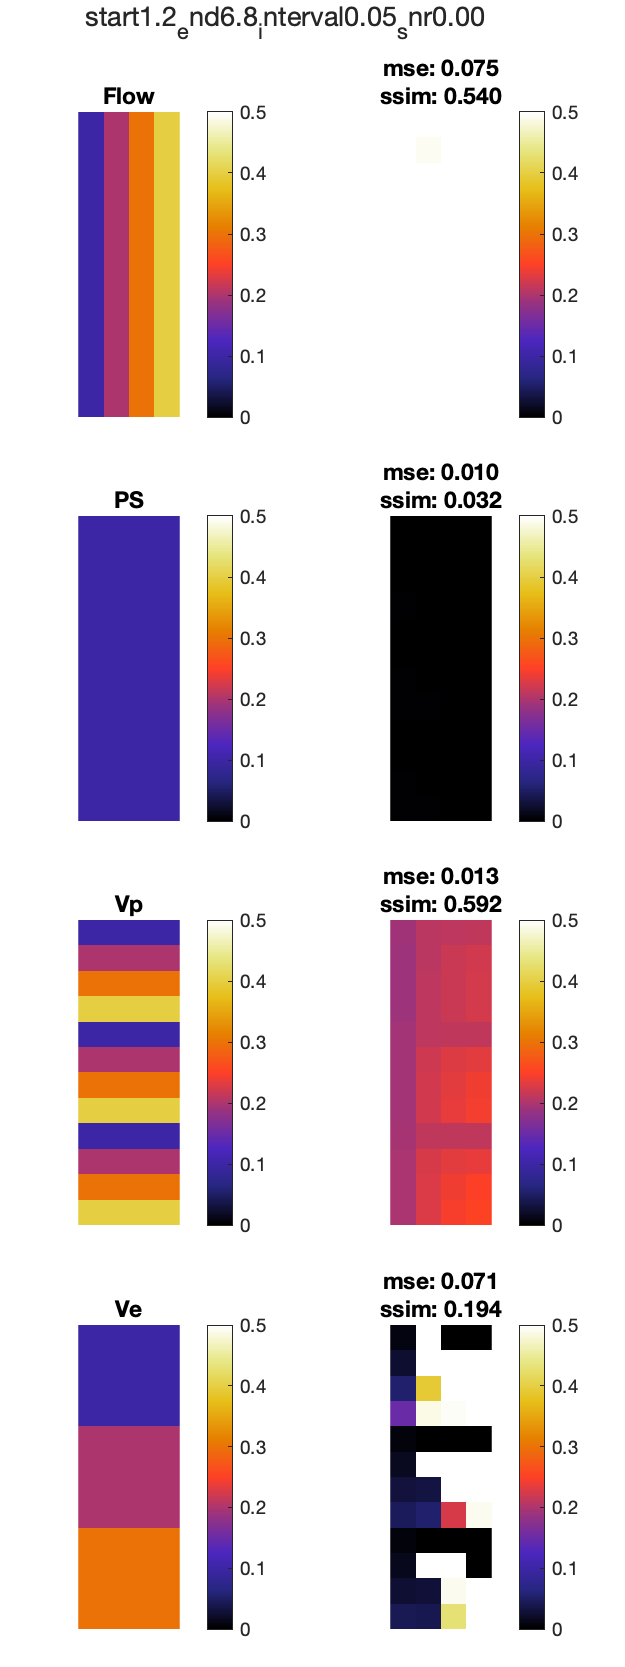 start1.2_end6.8_interval0.05_snr0.00
mse: 0.075
Flow ssim: 0.540
0.5 0.5
0.4 0.4
0.3 0.3
0.2 0.2
0.1 0.1
0 0
mse: 0.010
PS ssim: 0.032
0.5 0.5
0.4 0.4
0.3 0.3
0.2 0.2
0.1 0.1
0 0
mse: 0.013
Vp ssim: 0.592
0.5 0.5
0.4 0.4
0.3 0.3
0.2 0.2
0.1 0.1
0 0
mse: 0.071
Ve ssim: 0.194
0.5 0.5
0.4 0.4
0.3 0.3
0.2 0.2
0.1 0.1
0 0